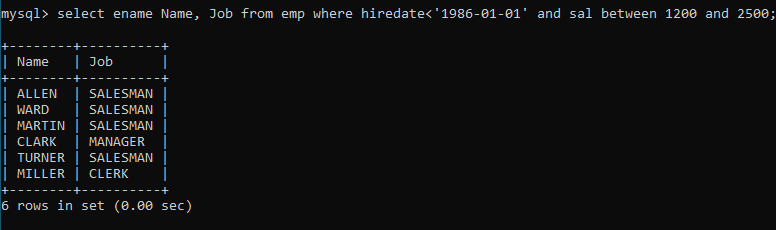 mysql> select ename Name, Job from emp where hiredate<'1986-01-01' and sal between 1200 and 2500;
+--------+----------+
| Name   | Job      |
+--------+----------+
| ALLEN  | SALESMAN |
| WARD   | SALESMAN |
| MARTIN | SALESMAN |
| CLARK  | MANAGER  |
| TURNER | SALESMAN |
| MILLER | CLERK    |
+--------+----------+
6 rows in set (0.00 sec)